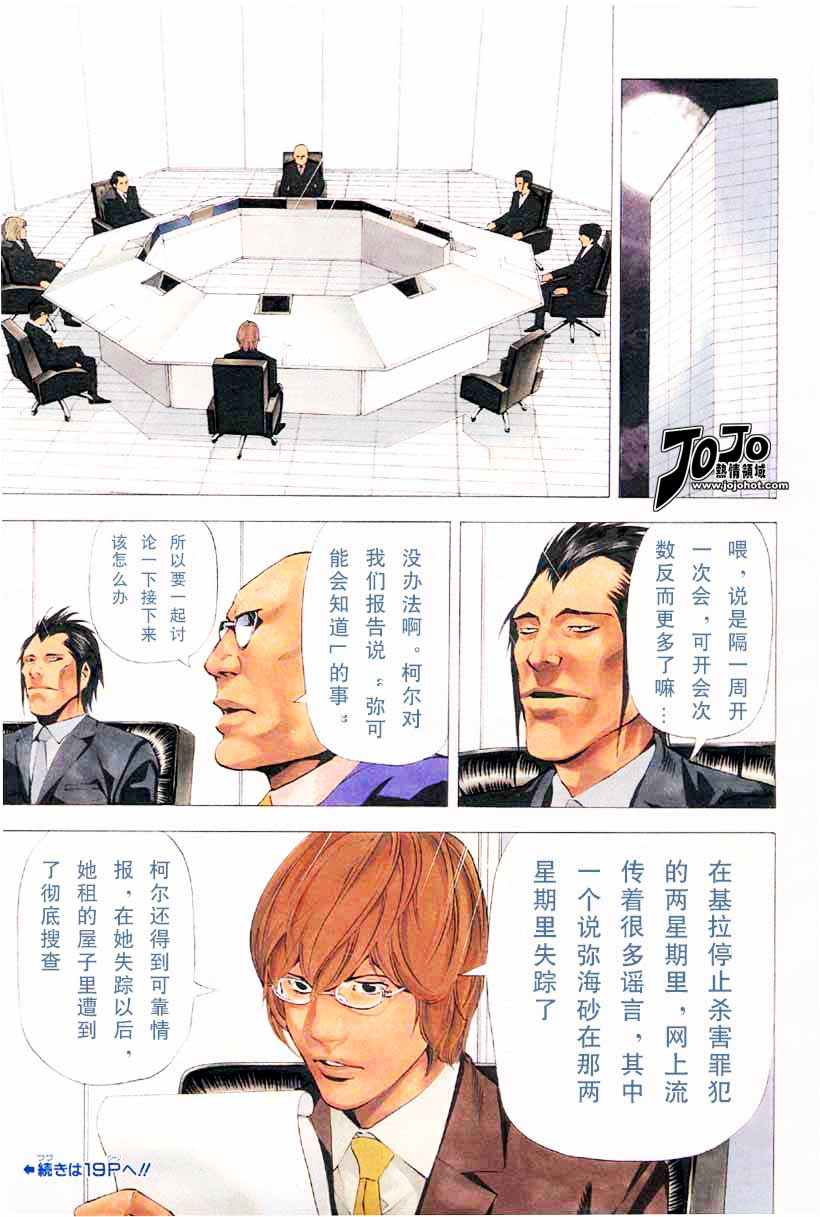 JOJO
熱情領域
www.jojohot.com
喂，说是隔一周开
一次会，可开会次
数反而更多了嘛…
没办法啊。柯尔对
我们报告说“弥可
能会知道L的事”
所以要一起讨
论一下接下来
该怎么办
在基拉停止杀害罪犯
的两星期里，网上流
传着很多谣言，其中
一个说弥海砂在那两
星期里失踪了
柯尔还得到可靠情
报，在她失踪以后，
她租的屋子里遭到
了彻底搜查
←続きは19Pへ!!